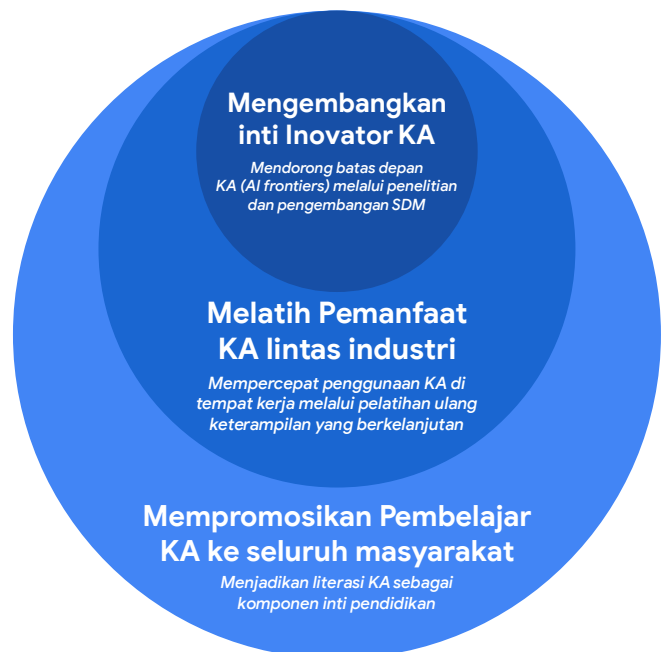 Mengembangkan
inti Inovator KA
Mendorong batas depan
KA (AI frontiers) melalui penelitian
dan pengembangan SDM
Melatih Pemanfaat
KA lintas industri
Mempercepat penggunaan KA di
tempat kerja melalui pelatihan ulang
keterampilan yang berkelanjutan
Mempromosikan Pembelajar
KA ke seluruh masyarakat
Menjadikan literasi KA sebagai
komponen inti pendidikan